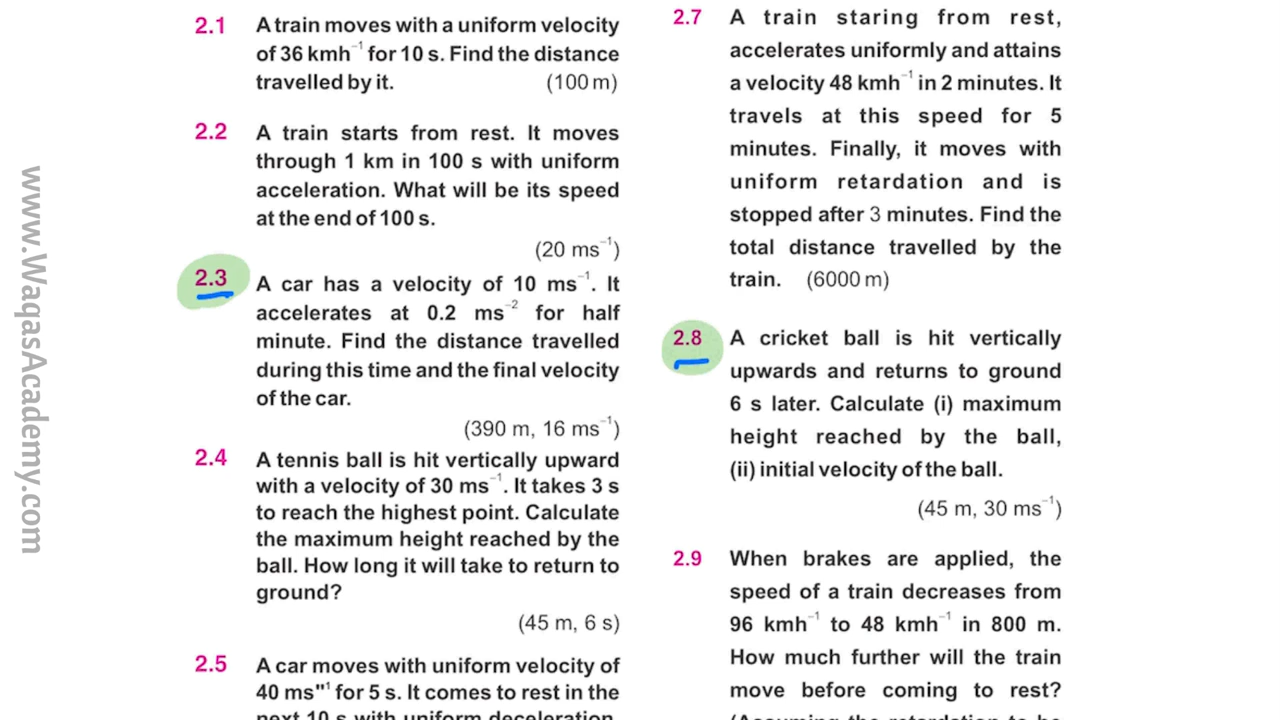 www.WaqasAcademy.com
2.1 A train moves with a uniform velocity
of 36 kmh⁻¹ for 10 s. Find the distance
travelled by it. (100 m)
2.2 A train starts from rest. It moves
through 1 km in 100 s with uniform
acceleration. What will be its speed
at the end of 100 s.
(20 ms⁻¹)
2.3 A car has a velocity of 10 ms⁻¹. It
accelerates at 0.2 ms⁻² for half
minute. Find the distance travelled
during this time and the final velocity
of the car.
(390 m, 16 ms⁻¹)
2.4 A tennis ball is hit vertically upward
with a velocity of 30 ms⁻¹. It takes 3 s
to reach the highest point. Calculate
the maximum height reached by the
ball. How long it will take to return to
ground?
(45 m, 6 s)
2.5 A car moves with uniform velocity of
40 ms"¹ for 5 s. It comes to rest in the
next 10 s with uniform deceleration.
2.7 A train staring from rest,
accelerates uniformly and attains
a velocity 48 kmh⁻¹ in 2 minutes. It
travels at this speed for 5
minutes. Finally, it moves with
uniform retardation and is
stopped after 3 minutes. Find the
total distance travelled by the
train. (6000 m)
2.8 A cricket ball is hit vertically
upwards and returns to ground
6 s later. Calculate (i) maximum
height reached by the ball,
(ii) initial velocity of the ball.
(45 m, 30 ms⁻¹)
2.9 When brakes are applied, the
speed of a train decreases from
96 kmh⁻¹ to 48 kmh⁻¹ in 800 m.
How much further will the train
move before coming to rest?
(Assuming the retardation to be